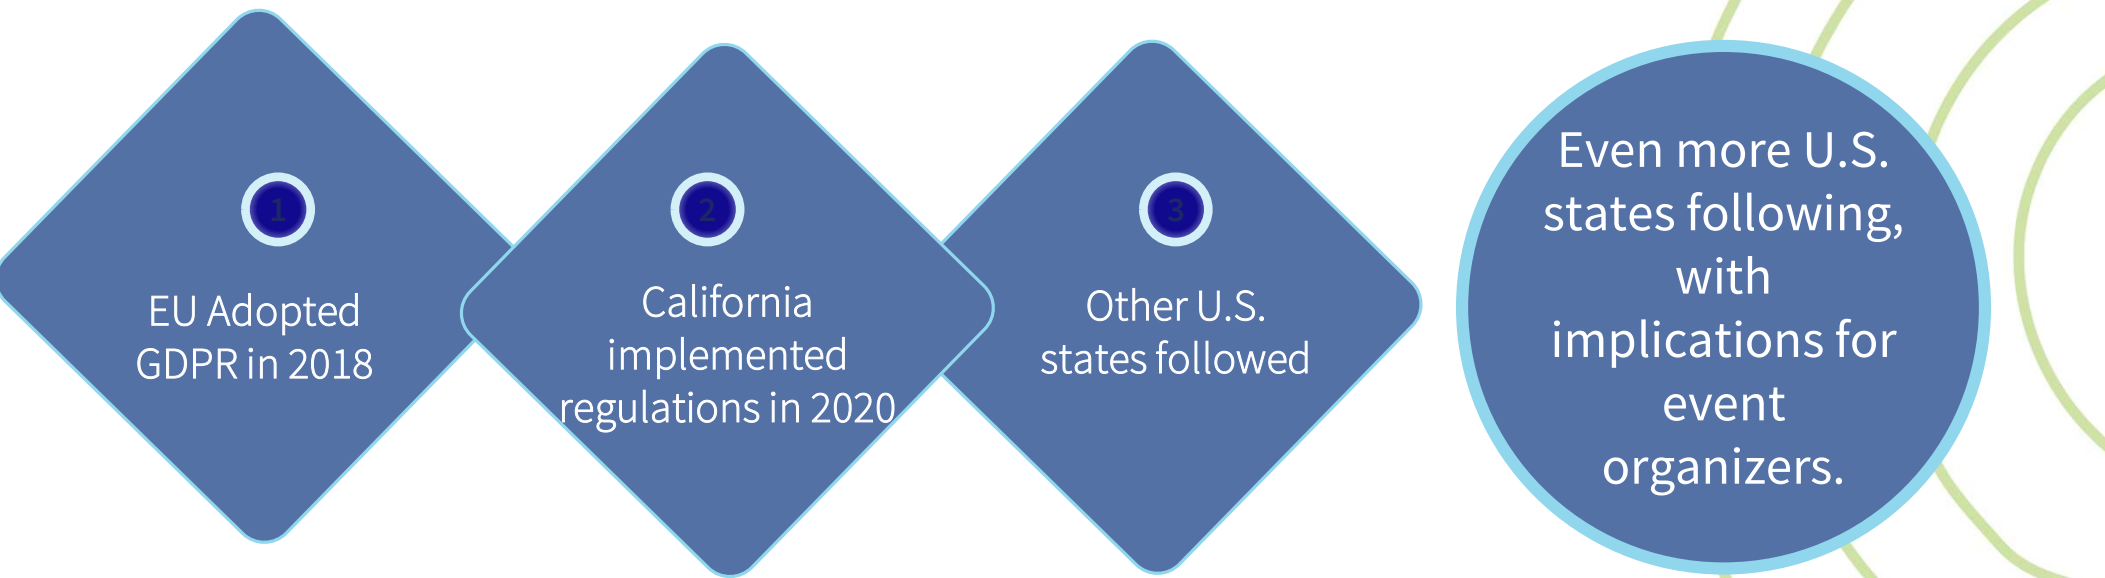 1
EU Adopted
GDPR in 2018
2
California
implemented
regulations in 2020
3
Other U.S.
states followed
Even more U.S.
states following,
with
implications for
event
organizers.